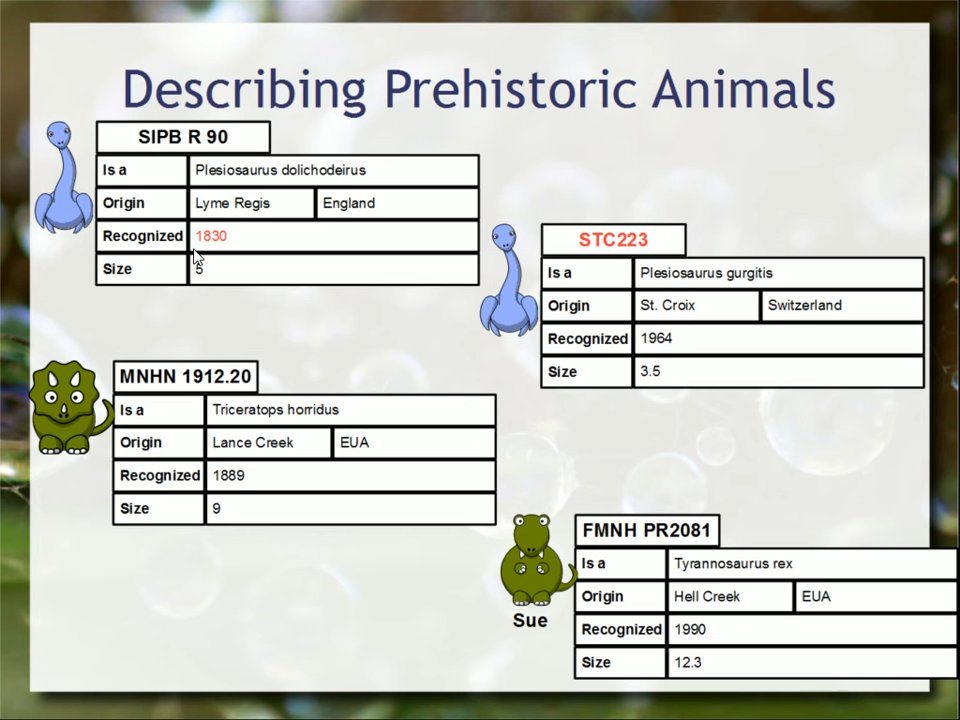 Describing Prehistoric Animals
SIPB R 90
Is a Plesiosaurus dolichodeirus
Origin Lyme Regis England
Recognized 1830
Size 5
STC223
Is a Plesiosaurus gurgitis
Origin St. Croix Switzerland
Recognized 1964
Size 3.5
MNHN 1912.20
Is a Triceratops horridus
Origin Lance Creek EUA
Recognized 1889
Size 9
FMNH PR2081
Is a Tyrannosaurus rex
Origin Hell Creek EUA
Recognized 1990
Size 12.3
Sue